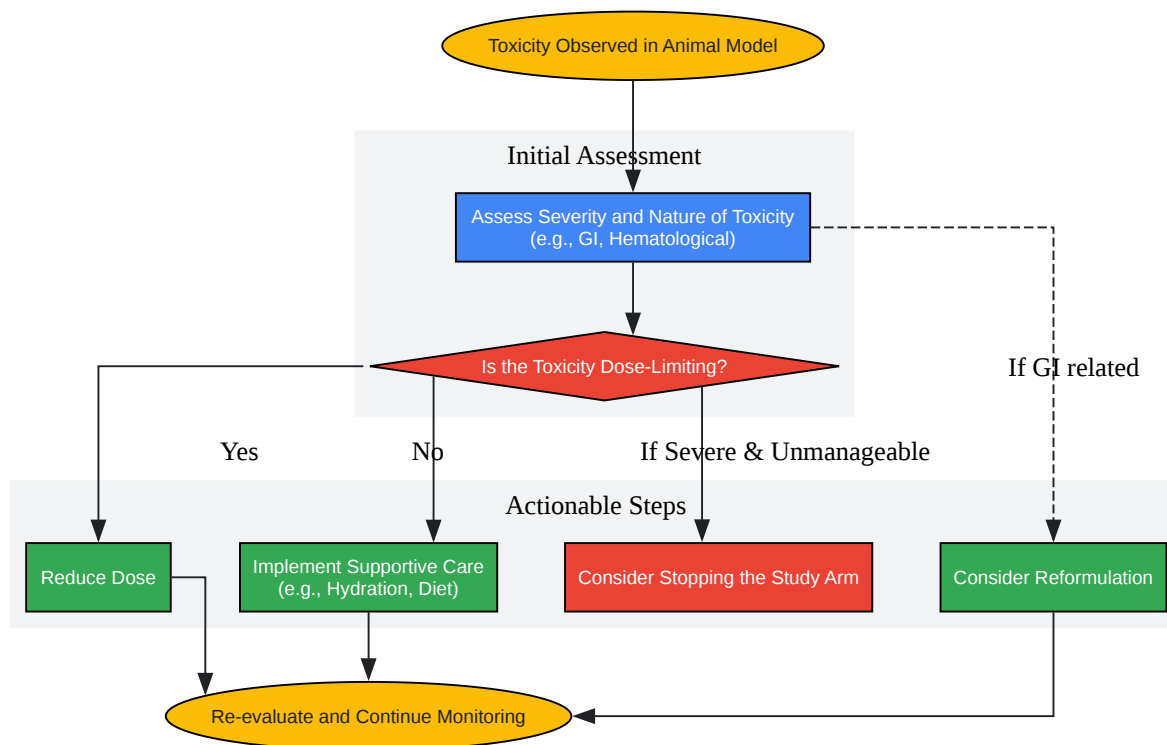 Toxicity Observed in Animal Model
Initial Assessment
Assess Severity and Nature of Toxicity
(e.g., GI, Hematological)
Is the Toxicity Dose-Limiting?
If GI related
Yes
No
If Severe & Unmanageable
Actionable Steps
Reduce Dose
Implement Supportive Care
(e.g., Hydration, Diet)
Consider Stopping the Study Arm
Consider Reformulation
Re-evaluate and Continue Monitoring